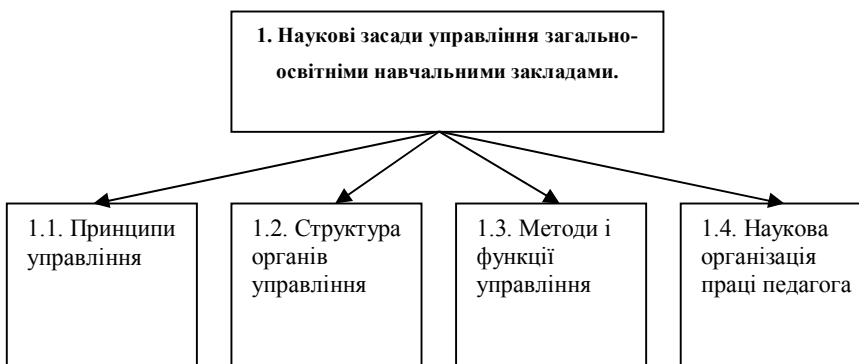 1. Наукові засади управління загально-
освітніми навчальними закладами.
1.1. Принципи
управління
1.2. Структура
органів
управління
1.3. Методи і
функції
управління
1.4. Наукова
організація
праці педагога